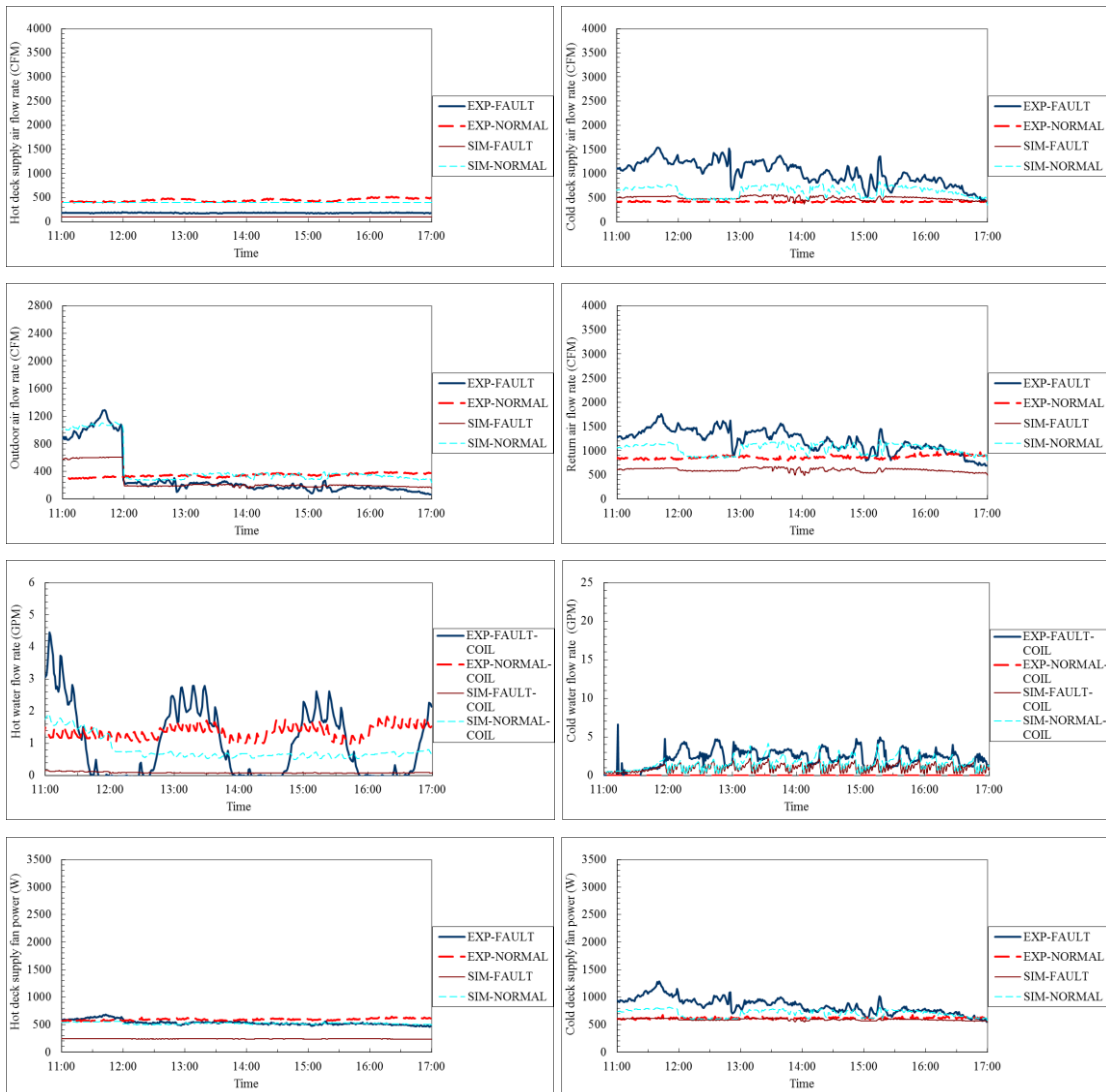 Hot deck supply air flow rate (CFM)
4000
3500
3000
2500
2000
1500
1000
500
0
11:00 12:00 13:00 14:00 15:00 16:00 17:00
Time
EXP-FAULT
EXP-NORMAL
SIM-FAULT
SIM-NORMAL
Cold deck supply air flow rate (CFM)
4000
3500
3000
2500
2000
1500
1000
500
0
11:00 12:00 13:00 14:00 15:00 16:00 17:00
Time
EXP-FAULT
EXP-NORMAL
SIM-FAULT
SIM-NORMAL
Outdoor air flow rate (CFM)
2800
2400
2000
1600
1200
800
400
0
11:00 12:00 13:00 14:00 15:00 16:00 17:00
Time
EXP-FAULT
EXP-NORMAL
SIM-FAULT
SIM-NORMAL
Return air flow rate (CFM)
4000
3500
3000
2500
2000
1500
1000
500
0
11:00 12:00 13:00 14:00 15:00 16:00 17:00
Time
EXP-FAULT
EXP-NORMAL
SIM-FAULT
SIM-NORMAL
Hot water flow rate (GPM)
6
5
4
3
2
1
0
11:00 12:00 13:00 14:00 15:00 16:00 17:00
Time
EXP-FAULT-
COIL
EXP-NORMAL-
COIL
SIM-FAULT-
COIL
SIM-NORMAL-
COIL
Cold water flow rate (GPM)
25
20
15
10
5
0
11:00 12:00 13:00 14:00 15:00 16:00 17:00
Time
EXP-FAULT-
COIL
EXP-NORMAL-
COIL
SIM-FAULT-
COIL
SIM-NORMAL-
COIL
Hot deck supply fan power (W)
3500
3000
2500
2000
1500
1000
500
0
11:00 12:00 13:00 14:00 15:00 16:00 17:00
Time
EXP-FAULT
EXP-NORMAL
SIM-FAULT
SIM-NORMAL
Cold deck supply fan power (W)
3500
3000
2500
2000
1500
1000
500
0
11:00 12:00 13:00 14:00 15:00 16:00 17:00
Time
EXP-FAULT
EXP-NORMAL
SIM-FAULT
SIM-NORMAL